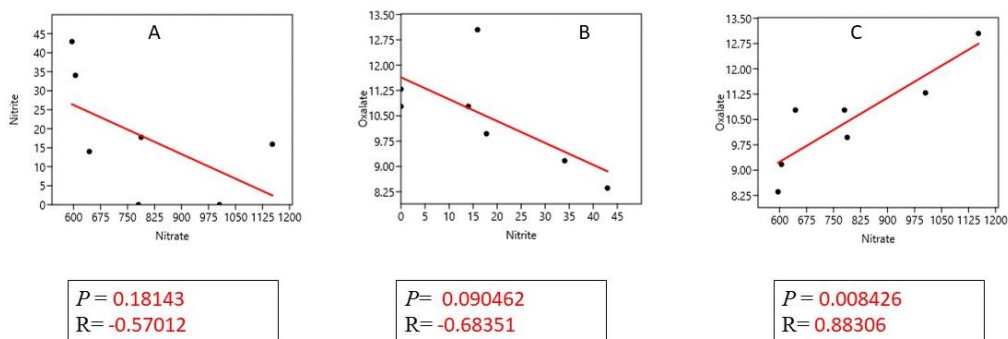 A
Nitrite
45
40
35
30
25
20
15
10
5
0
600 675 750 825 900 975 1050 1125 1200
Nitrate
B
Oxalate
13.50
12.75
12.00
11.25
10.50
9.75
9.00
8.25
0 5 10 15 20 25 30 35 40 45
Nitrite
C
Oxalate
13.50
12.75
12.00
11.25
10.50
9.75
9.00
8.25
600 675 750 825 900 975 1050 1125 1200
Nitrate
P = 0.18143
R= -0.57012
P= 0.090462
R= -0.68351
P = 0.008426
R= 0.88306